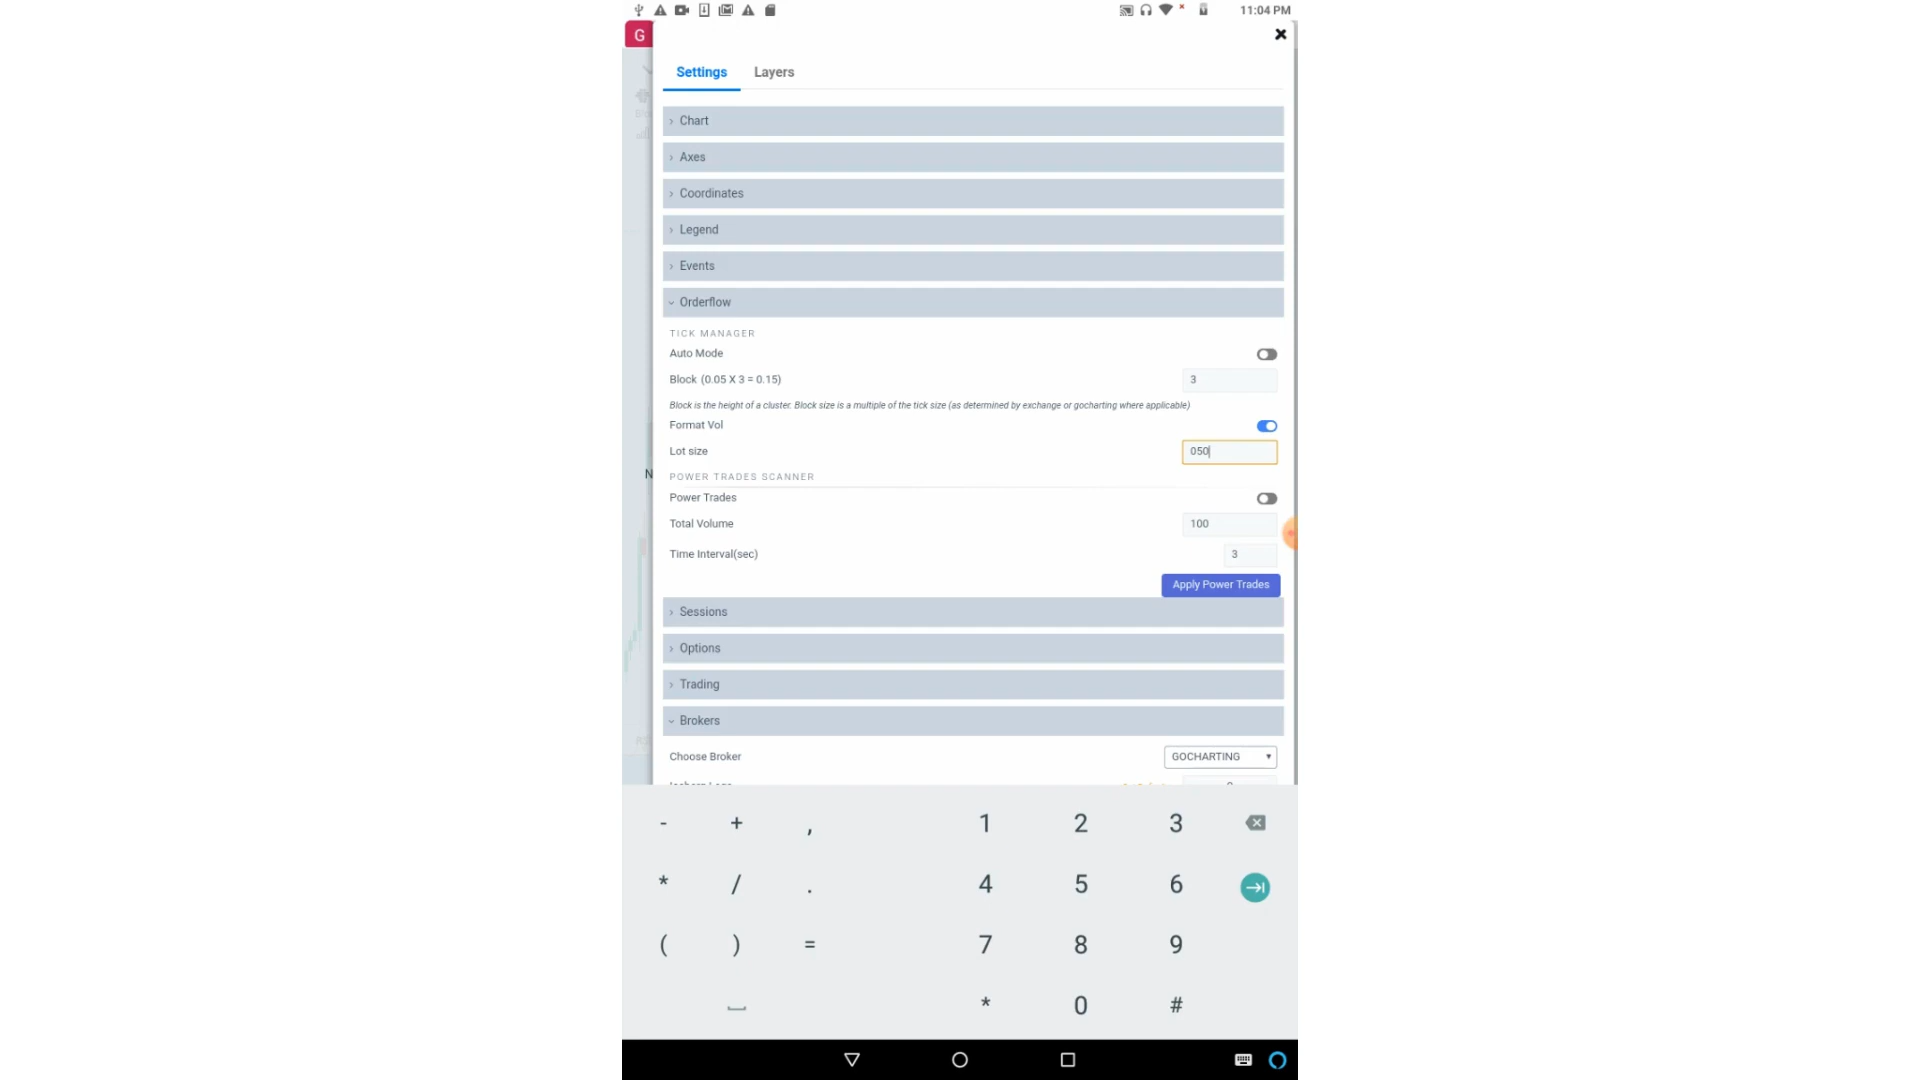 11:04 PM
G
Settings Layers
Chart
Axes
Coordinates
Legend
Events
Orderflow
TICK MANAGER
Auto Mode
Block (0.05 X 3 = 0.15) 3
Block is the height of a cluster. Block size is a multiple of the tick size (as determined by exchange or gocharting where applicable)
Format Vol
Lot size 050
N
POWER TRADES SCANNER
Power Trades
Total Volume 100
Time Interval(sec) 3
Apply Power Trades
Sessions
Options
Trading
Brokers
Choose Broker GOCHARTING
- + , 1 2 3
* / . 4 5 6
( ) = 7 8 9
* 0 #